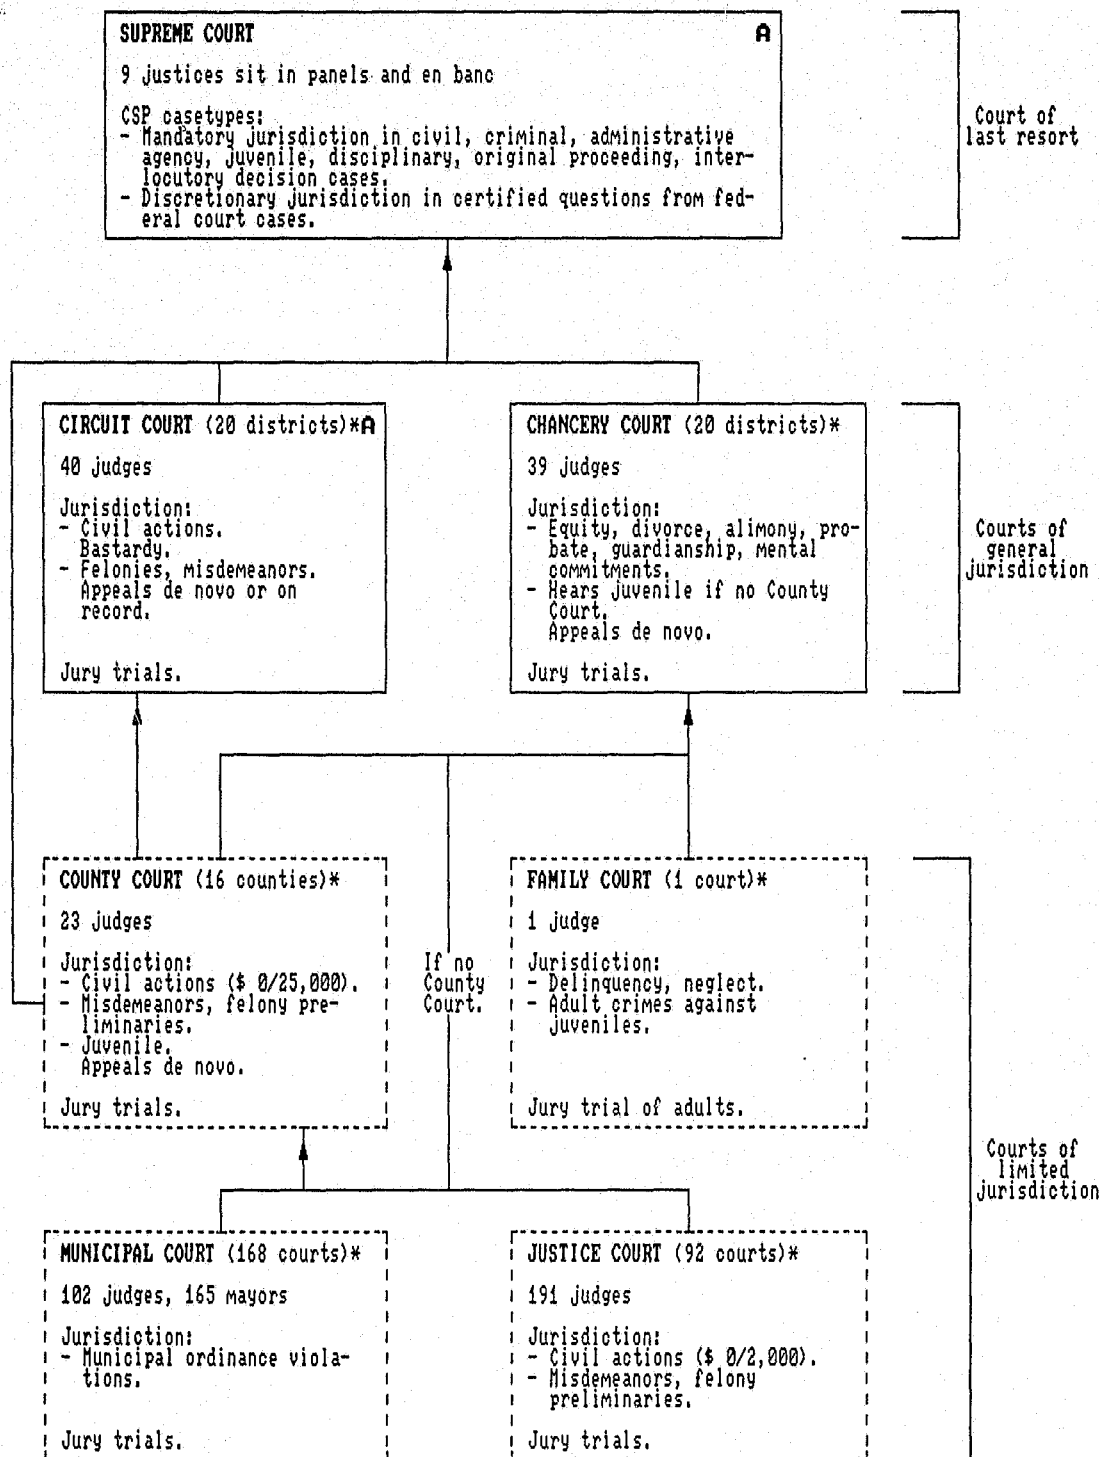 SUPREME COURT A
9 justices sit in panels and en banc
CSP casetypes:
- Mandatory jurisdiction in civil, criminal, administrative
agency, juvenile, disciplinary, original proceeding, inter-
locutory decision cases.
- Discretionary jurisdiction in certified questions from fed-
eral court cases.
Court of
last resort
CIRCUIT COURT (20 districts)*A
40 judges
Jurisdiction:
- Civil actions.
Bastardy.
- Felonies, misdemeanors.
Appeals de novo or on
record.
Jury trials.
CHANCERY COURT (20 districts)*
39 judges
Jurisdiction:
- Equity, divorce, alimony, pro-
bate, guardianship, mental
commitments.
- Hears juvenile if no County
Court.
Appeals de novo.
Jury trials.
Courts of
general
jurisdiction
COUNTY COURT (16 counties)*
23 judges
Jurisdiction:
- Civil actions ($ 0/25,000).
- Misdemeanors, felony pre-
liminaries.
- Juvenile.
Appeals de novo.
Jury trials.
If no
County
Court.
FAMILY COURT (1 court)*
1 judge
Jurisdiction:
- Delinquency, neglect.
- Adult crimes against
juveniles.
Jury trial of adults.
Courts of
limited
jurisdiction
MUNICIPAL COURT (168 courts)*
102 judges, 165 mayors
Jurisdiction:
- Municipal ordinance viola-
tions.
Jury trials.
JUSTICE COURT (92 courts)*
191 judges
Jurisdiction:
- Civil actions ($ 0/2,000).
- Misdemeanors, felony
preliminaries.
Jury trials.